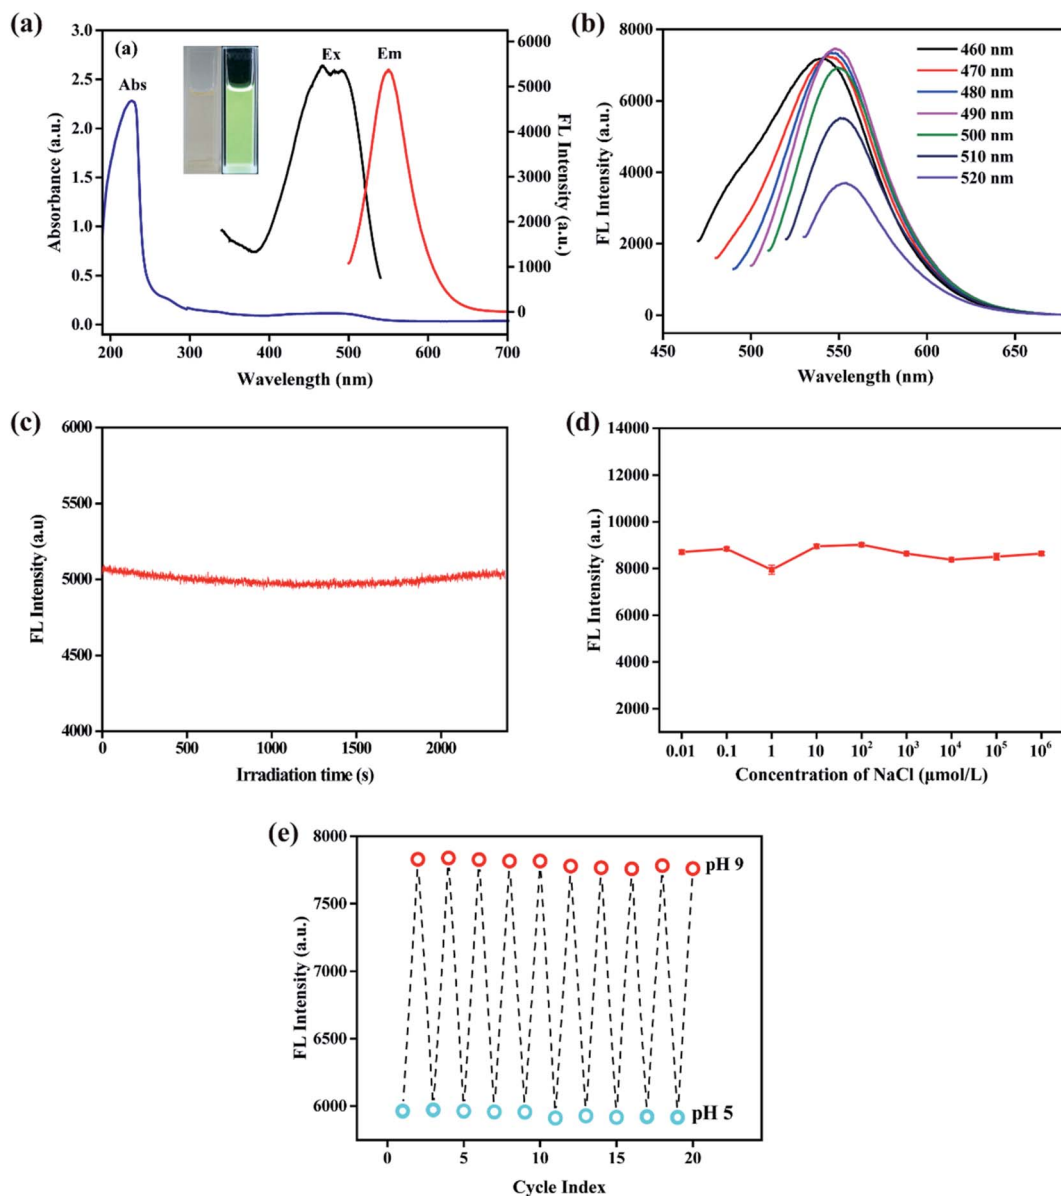 (a)
(a)
Abs
Ex
Em
3.0
2.5
2.0
1.5
1.0
0.5
0.0
Absorbance (a.u.)
6000
5000
4000
3000
2000
1000
0
FL Intensity (a.u.)
200 300 400 500 600 700
Wavelength (nm)
(b)
8000
6000
4000
2000
0
FL Intensity (a.u.)
460 nm
470 nm
480 nm
490 nm
500 nm
510 nm
520 nm
450 500 550 600 650
Wavelength (nm)
(c)
6000
5500
5000
4500
4000
FL Intensity (a.u)
0 500 1000 1500 2000
Irradiation time (s)
(d)
14000
12000
10000
8000
6000
4000
2000
FL Intensity (a.u.)
0.01 0.1 1 10 10² 10³ 10⁴ 10⁵ 10⁶
Concentration of NaCl (μmol/L)
(e)
8000
7500
7000
6500
6000
FL Intensity (a.u.)
pH 9
pH 5
0 5 10 15 20
Cycle Index